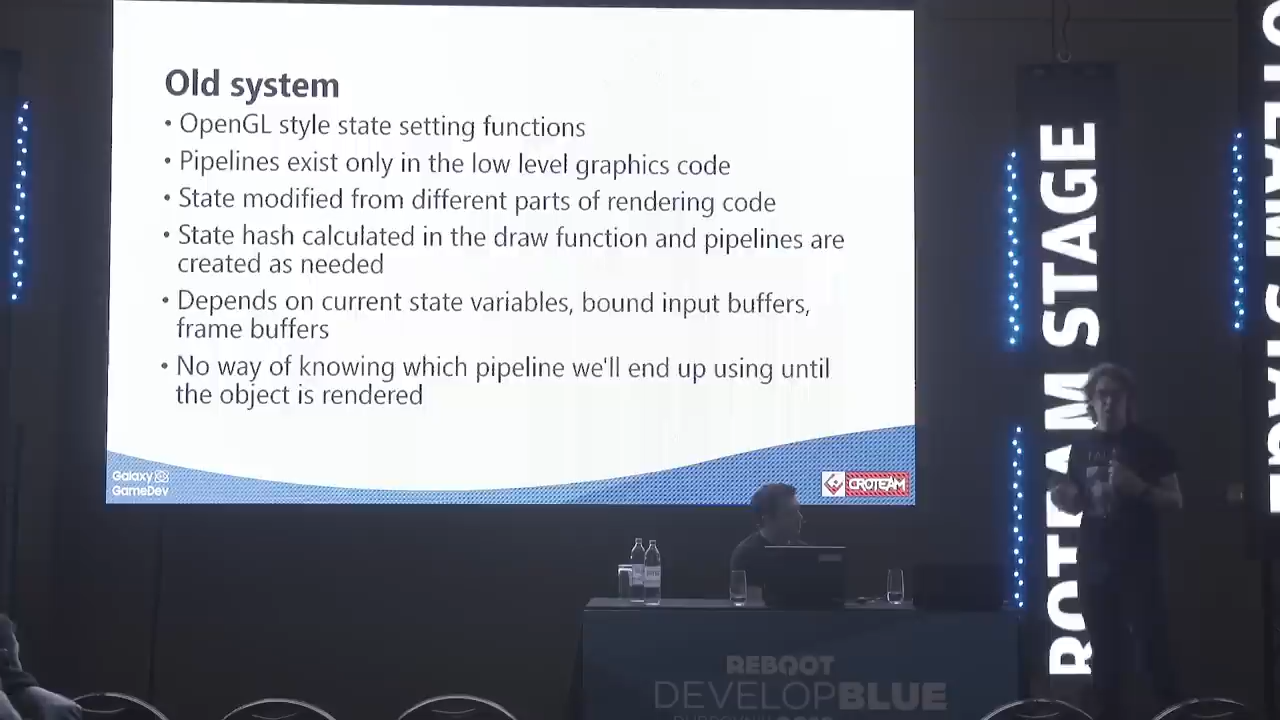 Old system
• OpenGL style state setting functions
• Pipelines exist only in the low level graphics code
• State modified from different parts of rendering code
• State hash calculated in the draw function and pipelines are
created as needed
• Depends on current state variables, bound input buffers,
frame buffers
• No way of knowing which pipeline we'll end up using until
the object is rendered
Galaxy
GameDev
CROTEAM
ROTEAM STAGE
REBOOT
DEVELOPBLUE